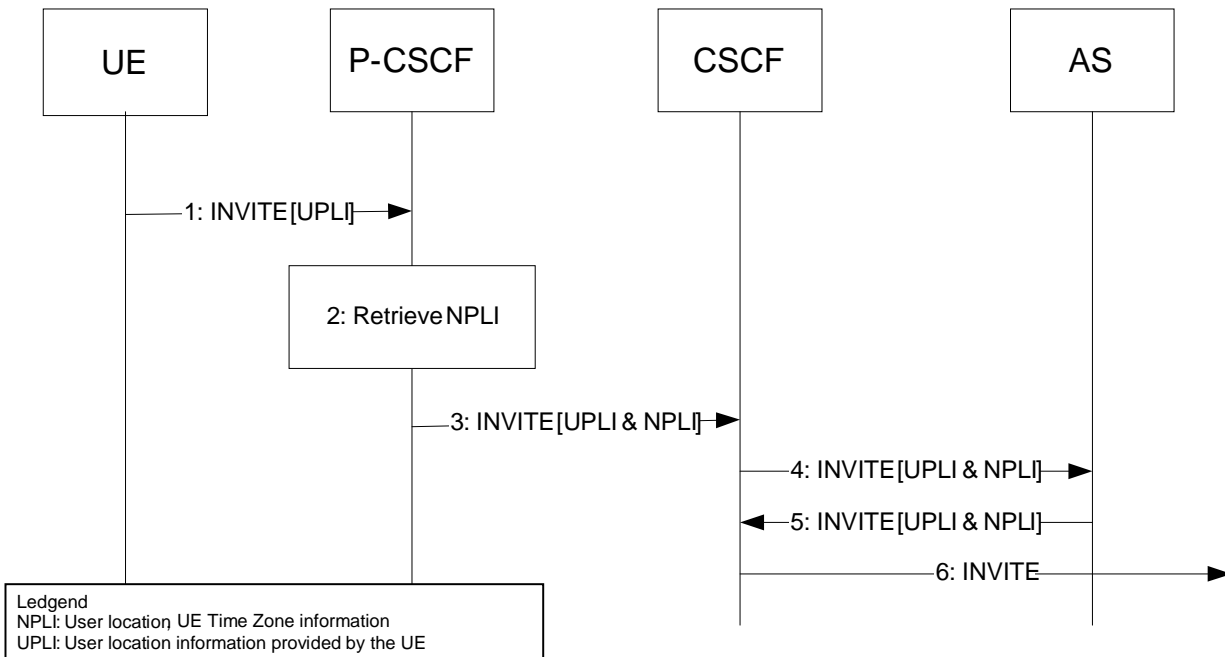 UE
P-CSCF
CSCF
AS
1: INVITE[UPLI]
2: Retrieve NPLI
3: INVITE[UPLI & NPLI]
4: INVITE[UPLI & NPLI]
5: INVITE[UPLI & NPLI]
6: INVITE
Ledgend
NPLI: User location, UE Time Zone information
UPLI: User location information provided by the UE